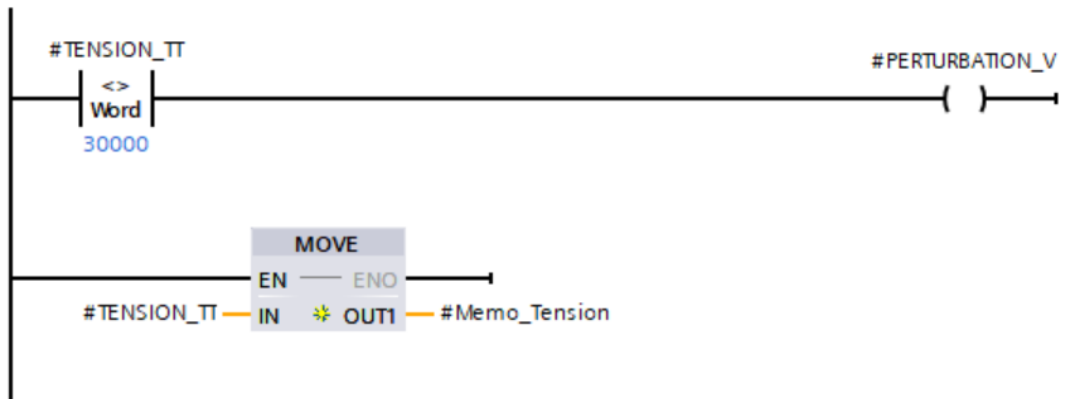 #TENSION_TT
#PERTURBATION_V
<>
Word
30000
MOVE
EN ENO
#TENSION_TT IN OUT1 #Memo_Tension